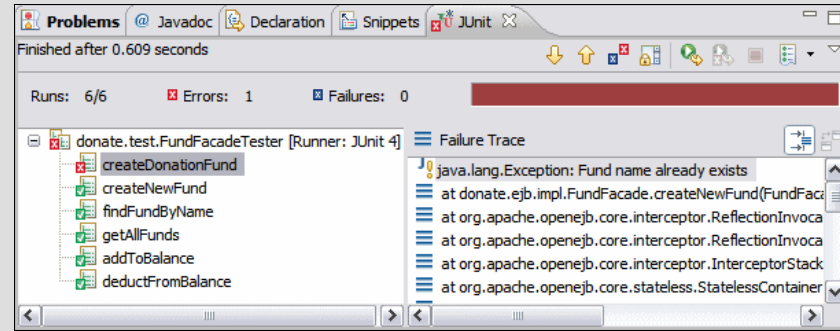 Problems @ Javadoc Declaration Snippets JUnit
Finished after 0.609 seconds
Runs: 6/6 Errors: 1 Failures: 0
donate.test.FundFacadeTester [Runner: JUnit 4]
createDonationFund
createNewFund
findFundByName
getAllFunds
addToBalance
deductFromBalance
Failure Trace
java.lang.Exception: Fund name already exists
at donate.ejb.impl.FundFacade.createNewFund(FundFaca
at org.apache.openejb.core.interceptor.ReflectionInvoca
at org.apache.openejb.core.interceptor.ReflectionInvoca
at org.apache.openejb.core.interceptor.InterceptorStack
at org.apache.openejb.core.stateless.StatelessContainer